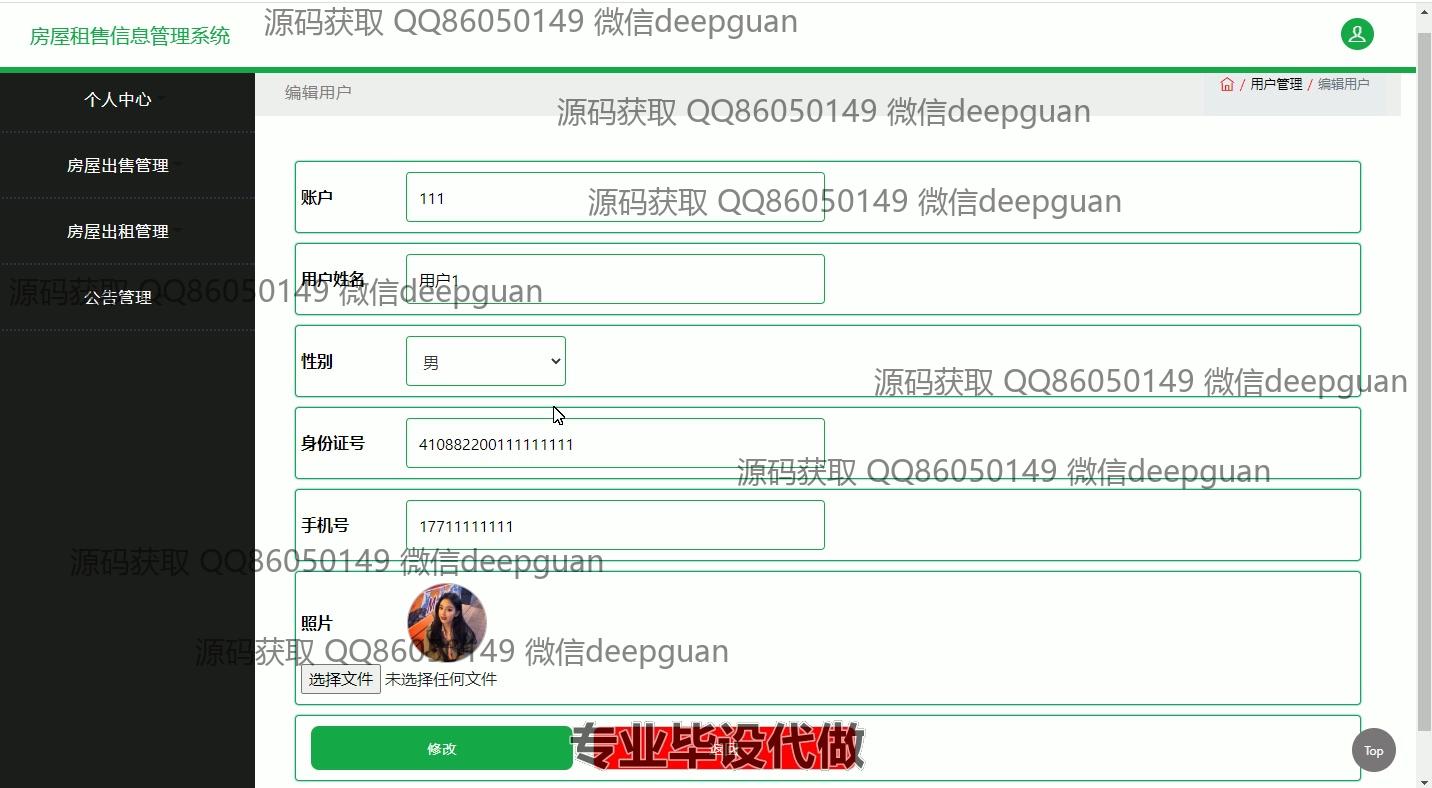 房屋租售信息管理系统
源码获取 QQ86050149 微信deepguan
编辑用户
/ 用户管理 / 编辑用户
源码获取 QQ86050149 微信deepguan
个人中心
房屋出售管理
房屋出租管理
公告管理
账户
111
源码获取 QQ86050149 微信deepguan
用户姓名
用户1
源码获取 QQ86050149 微信deepguan
性别
男
源码获取 QQ86050149 微信deepguan
身份证号
410882200111111111
源码获取 QQ86050149 微信deepguan
手机号
17711111111
源码获取 QQ86050149 微信deepguan
照片
源码获取 QQ86050149 微信deepguan
选择文件 未选择任何文件
修改
专业毕设代做
返回
Top